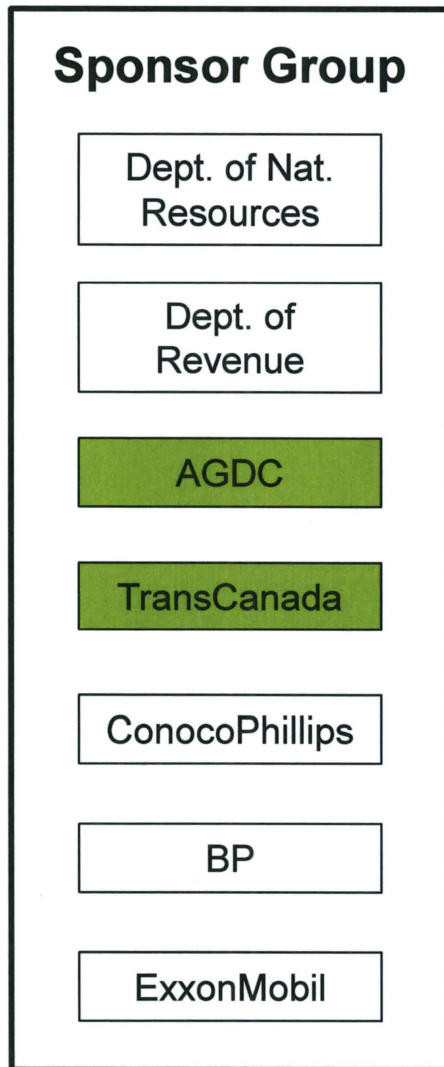 Sponsor Group
Dept. of Nat.
Resources
Dept. of
Revenue
AGDC
TransCanada
ConocoPhillips
BP
ExxonMobil